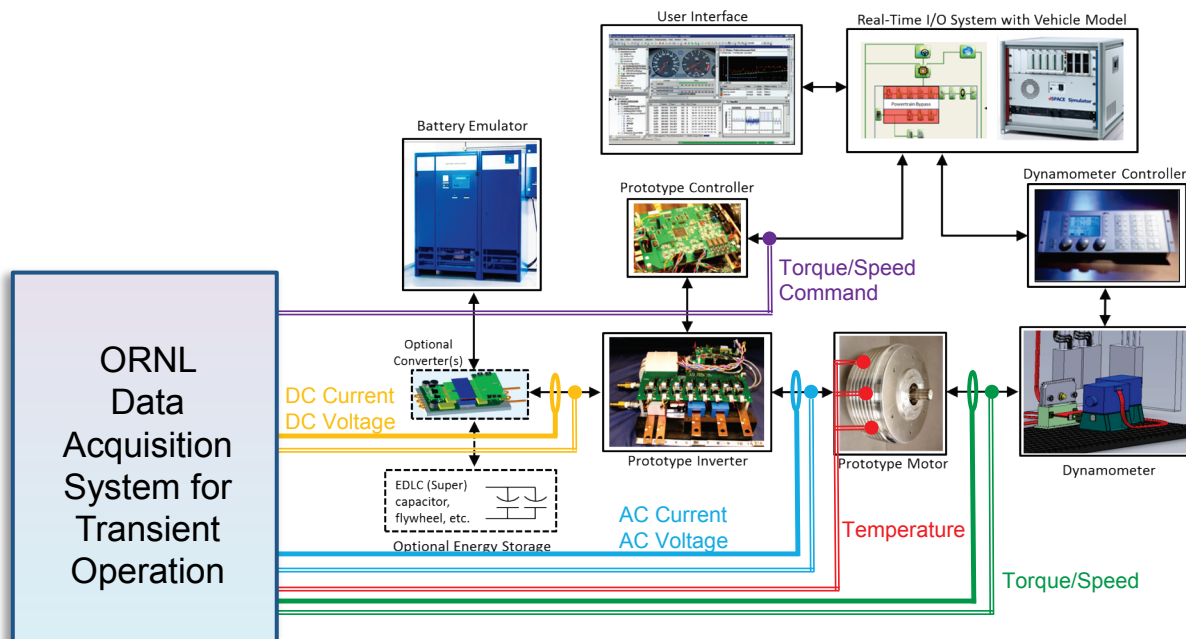 User Interface
Real-Time I/O System with Vehicle Model
Powertrain Bypass
dSPACE Simulator
Battery Emulator
Prototype Controller
Dynamometer Controller
Torque/Speed
Command
ORNL
Data
Acquisition
System for
Transient
Operation
Optional
Converter(s)
DC Current
DC Voltage
Prototype Inverter
Prototype Motor
Dynamometer
EDLC (Super)
capacitor,
flywheel, etc.
Optional Energy Storage
AC Current
AC Voltage
Temperature
Torque/Speed